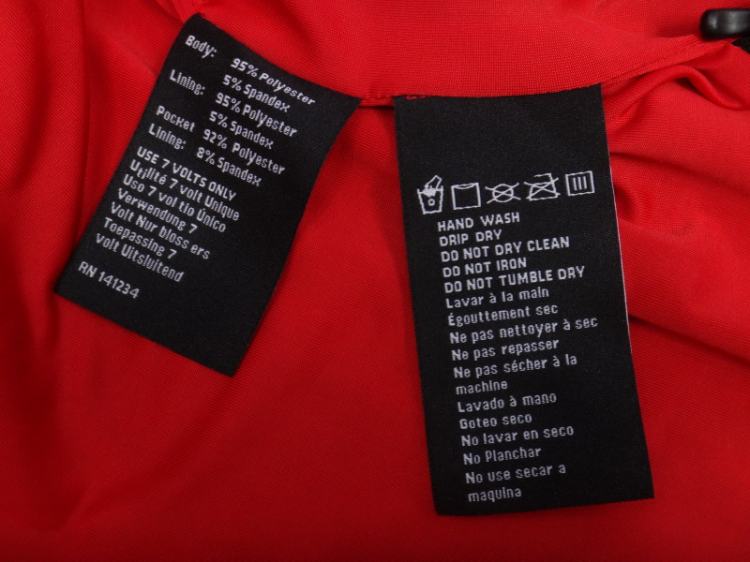 Body: 95% Polyester
5% Spandex
Lining: 95% Polyester
5% Spandex
Pocket 92% Polyester
Lining: 8% Spandex
USE 7 VOLTS ONLY
Utilité 7 volt Unique
Uso 7 voltio Único
Verwendung 7
Volt Nur bloss ers
Toepassing 7
volt Uitsluitend
RN 141234
HAND WASH
DRIP DRY
DO NOT DRY CLEAN
DO NOT IRON
DO NOT TUMBLE DRY
Lavar à la main
Égouttement sec
Ne pas nettoyer à sec
Ne pas repasser
Ne pas sécher à la
machine
Lavado à mano
Goteo seco
No lavar en seco
No Planchar
No use secar a
maquina